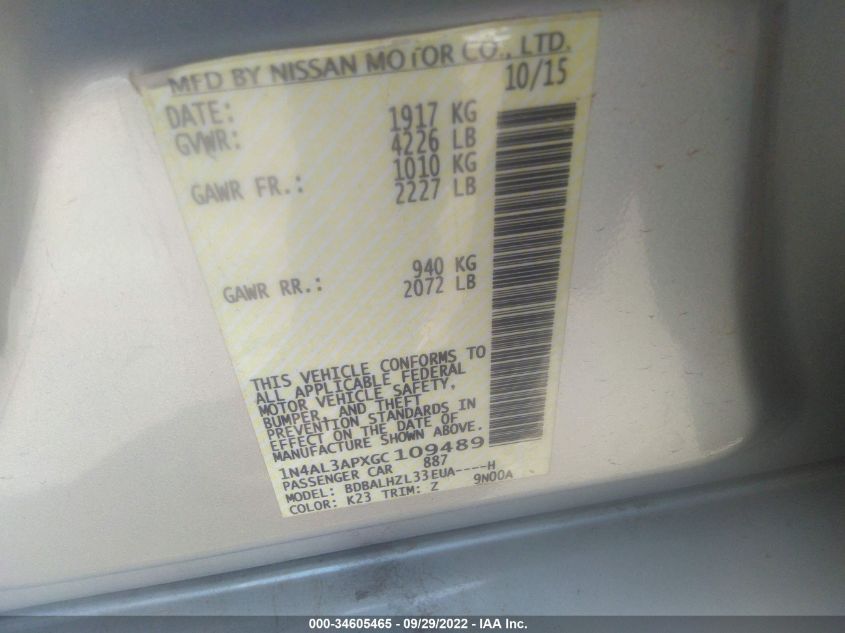 MFD BY NISSAN MOTOR CO., LTD.
DATE: 10/15
GVWR: 1917 KG
4226 LB
GAWR FR.: 1010 KG
2227 LB
GAWR RR.: 940 KG
2072 LB
THIS VEHICLE CONFORMS TO
ALL APPLICABLE FEDERAL
MOTOR VEHICLE SAFETY,
BUMPER, AND THEFT
PREVENTION STANDARDS IN
EFFECT ON THE DATE OF
MANUFACTURE SHOWN ABOVE.
1N4AL3APXGC109489
PASSENGER CAR 887
MODEL: BDBALHZL33EUA----H
COLOR: K23 TRIM: Z 9N00A
000-34605465 - 09/29/2022 - IAA Inc.